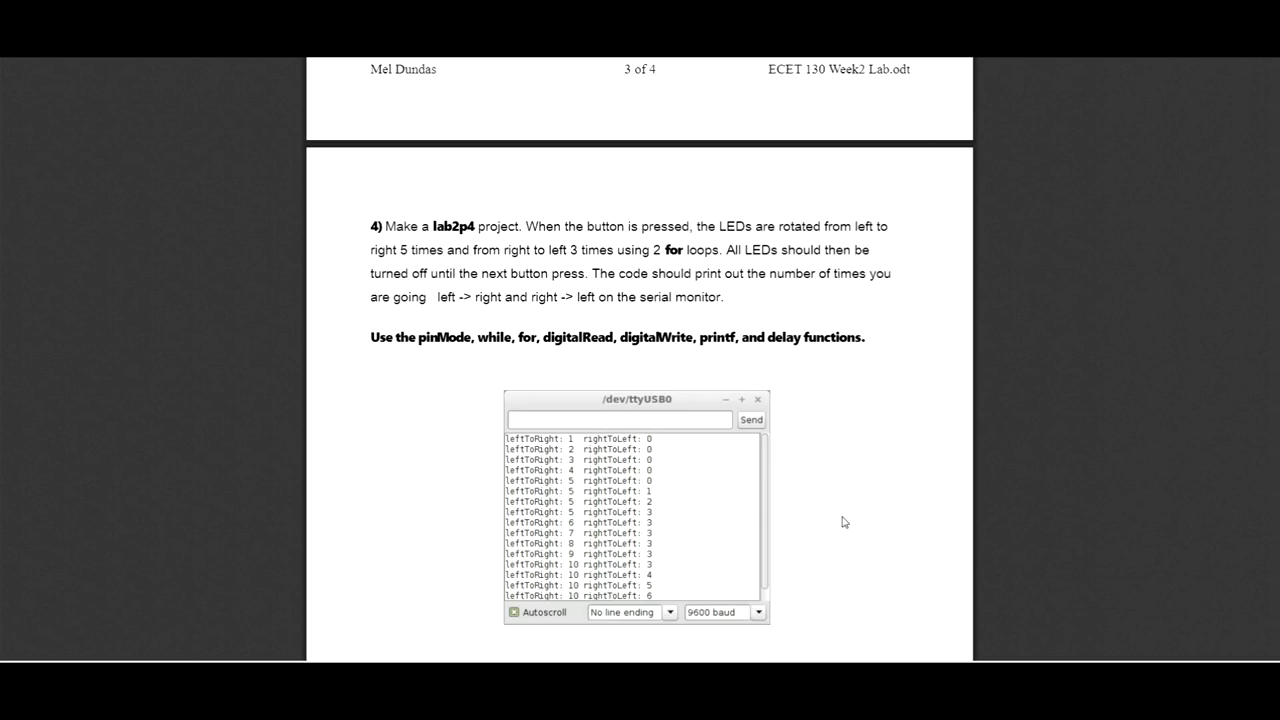 Mel Dundas 3 of 4 ECET 130 Week2 Lab.odt
4) Make a lab2p4 project. When the button is pressed, the LEDs are rotated from left to
right 5 times and from right to left 3 times using 2 for loops. All LEDs should then be
turned off until the next button press. The code should print out the number of times you
are going left -> right and right -> left on the serial monitor.
Use the pinMode, while, for, digitalRead, digitalWrite, printf, and delay functions.
/dev/ttyUSB0
Send
leftToRight: 1 rightToLeft: 0
leftToRight: 2 rightToLeft: 0
leftToRight: 3 rightToLeft: 0
leftToRight: 4 rightToLeft: 0
leftToRight: 5 rightToLeft: 0
leftToRight: 5 rightToLeft: 1
leftToRight: 5 rightToLeft: 2
leftToRight: 5 rightToLeft: 3
leftToRight: 6 rightToLeft: 3
leftToRight: 7 rightToLeft: 3
leftToRight: 8 rightToLeft: 3
leftToRight: 9 rightToLeft: 3
leftToRight: 10 rightToLeft: 3
leftToRight: 10 rightToLeft: 4
leftToRight: 10 rightToLeft: 5
leftToRight: 10 rightToLeft: 6
Autoscroll No line ending 9600 baud